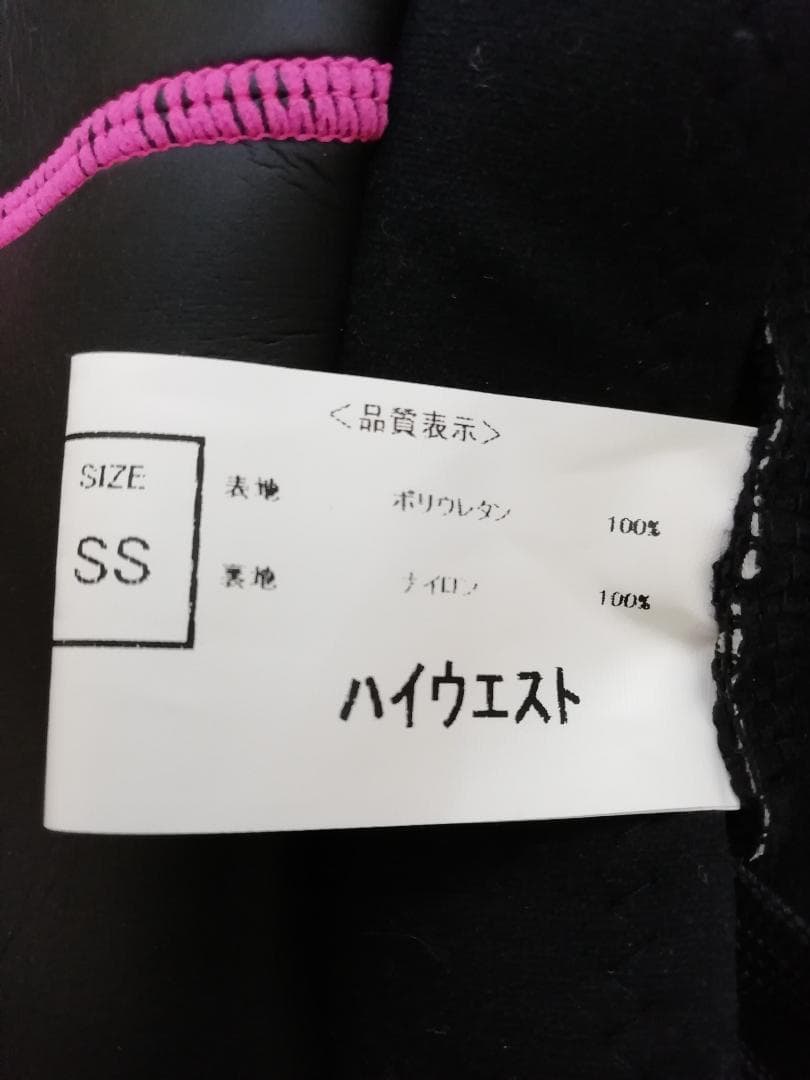 <品質表示>
SIZE
SS
表地 ポリウレタン 100%
裏地 ナイロン 100%
ハイウエスト